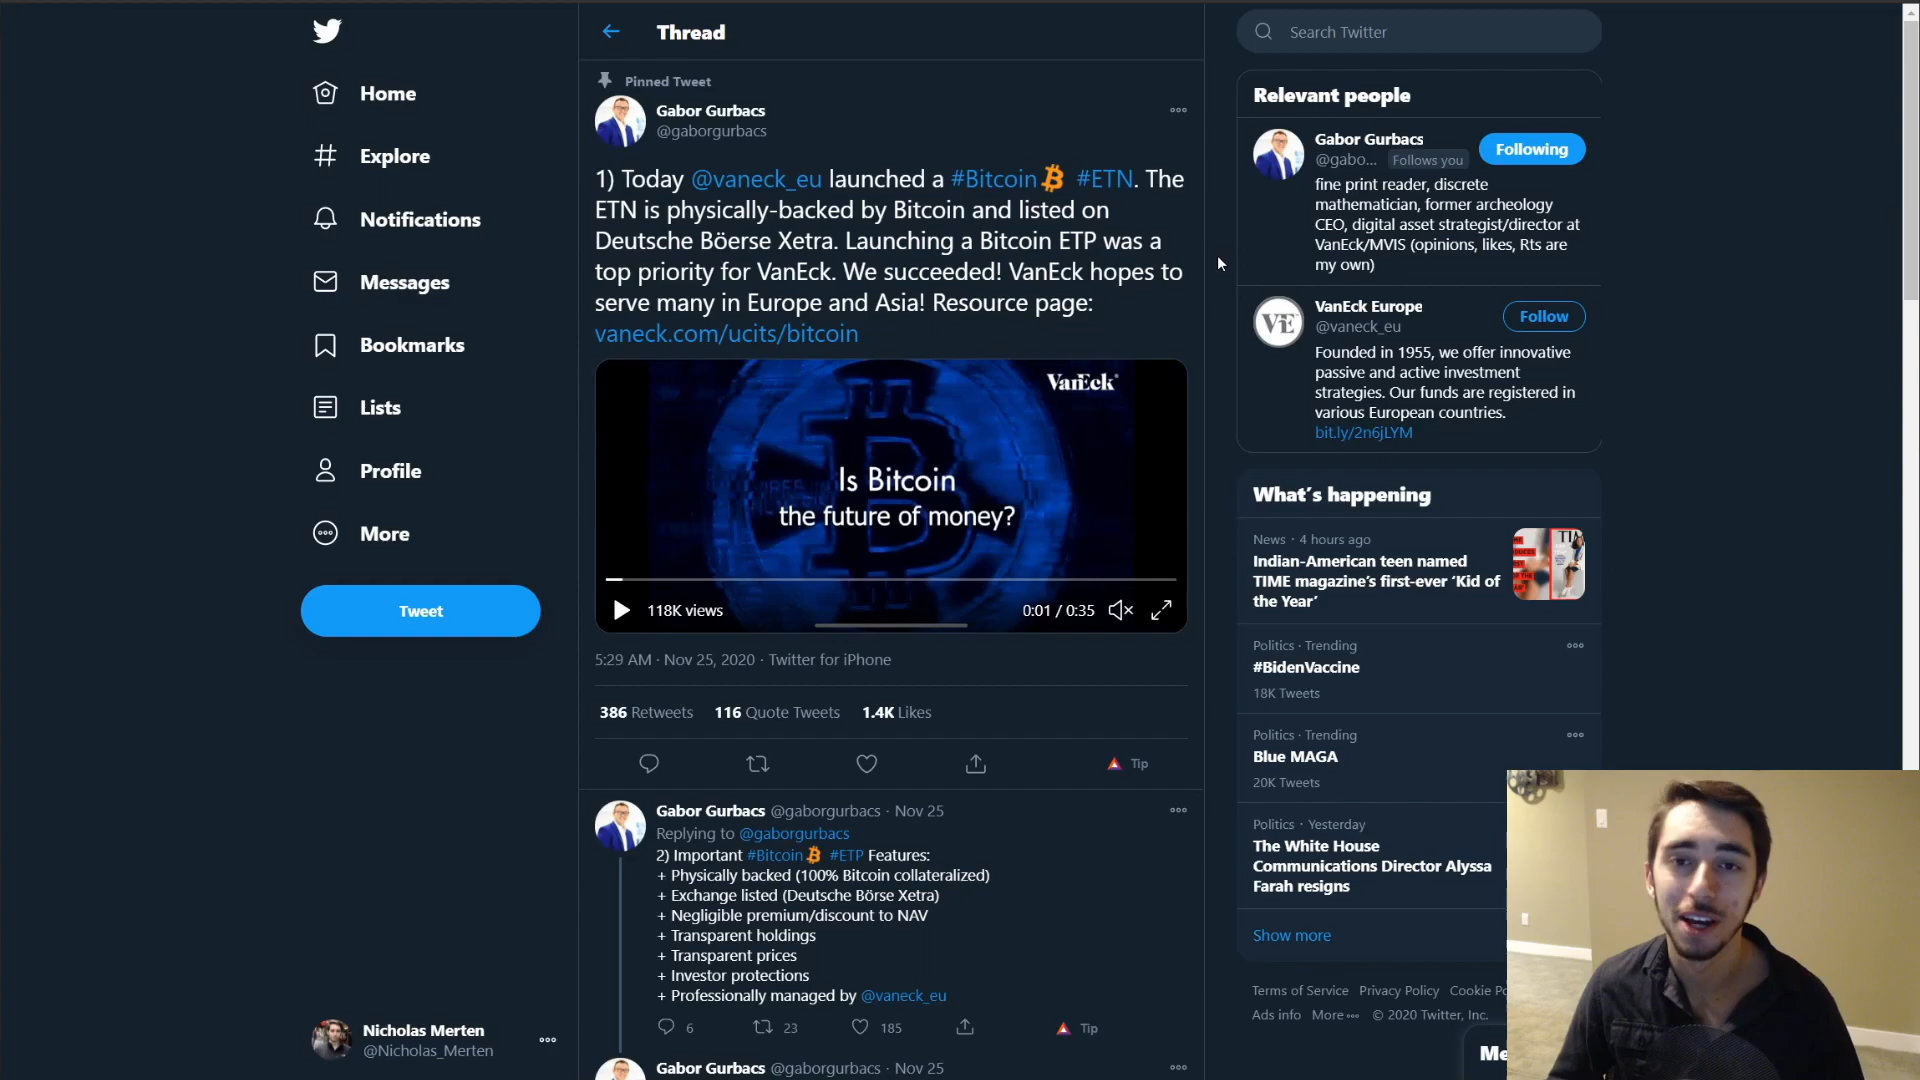 Home
Explore
Notifications
Messages
Bookmarks
Lists
Profile
More
Tweet
Nicholas Merten
@Nicholas_Merten
Thread
Pinned Tweet
Gabor Gurbacs
@gaborgurbacs
1) Today @vaneck_eu launched a #Bitcoin #ETN. The
ETN is physically-backed by Bitcoin and listed on
Deutsche Böerse Xetra. Launching a Bitcoin ETP was a
top priority for VanEck. We succeeded! VanEck hopes to
serve many in Europe and Asia! Resource page:
vaneck.com/ucits/bitcoin
VanEck
Is Bitcoin
the future of money?
118K views
0:01 / 0:35
5:29 AM · Nov 25, 2020 · Twitter for iPhone
386 Retweets 116 Quote Tweets 1.4K Likes
Tip
Gabor Gurbacs @gaborgurbacs · Nov 25
Replying to @gaborgurbacs
2) Important #Bitcoin #ETP Features:
+ Physically backed (100% Bitcoin collateralized)
+ Exchange listed (Deutsche Börse Xetra)
+ Negligible premium/discount to NAV
+ Transparent holdings
+ Transparent prices
+ Investor protections
+ Professionally managed by @vaneck_eu
6 23 185 Tip
Gabor Gurbacs @gaborgurbacs · Nov 25
Search Twitter
Relevant people
Gabor Gurbacs
@gabo... Follows you
Following
fine print reader, discrete
mathematician, former archeology
CEO, digital asset strategist/director at
VanEck/MVIS (opinions, likes, Rts are
my own)
VanEck Europe
@vaneck_eu
Follow
Founded in 1955, we offer innovative
passive and active investment
strategies. Our funds are registered in
various European countries.
bit.ly/2n6jLYM
What's happening
News · 4 hours ago
Indian-American teen named
TIME magazine's first-ever 'Kid of
the Year'
Politics · Trending
#BidenVaccine
18K Tweets
Politics · Trending
Blue MAGA
20K Tweets
Politics · Yesterday
The White House
Communications Director Alyssa
Farah resigns
Show more
Terms of Service Privacy Policy Cookie Po
Ads info More © 2020 Twitter, Inc.
Me